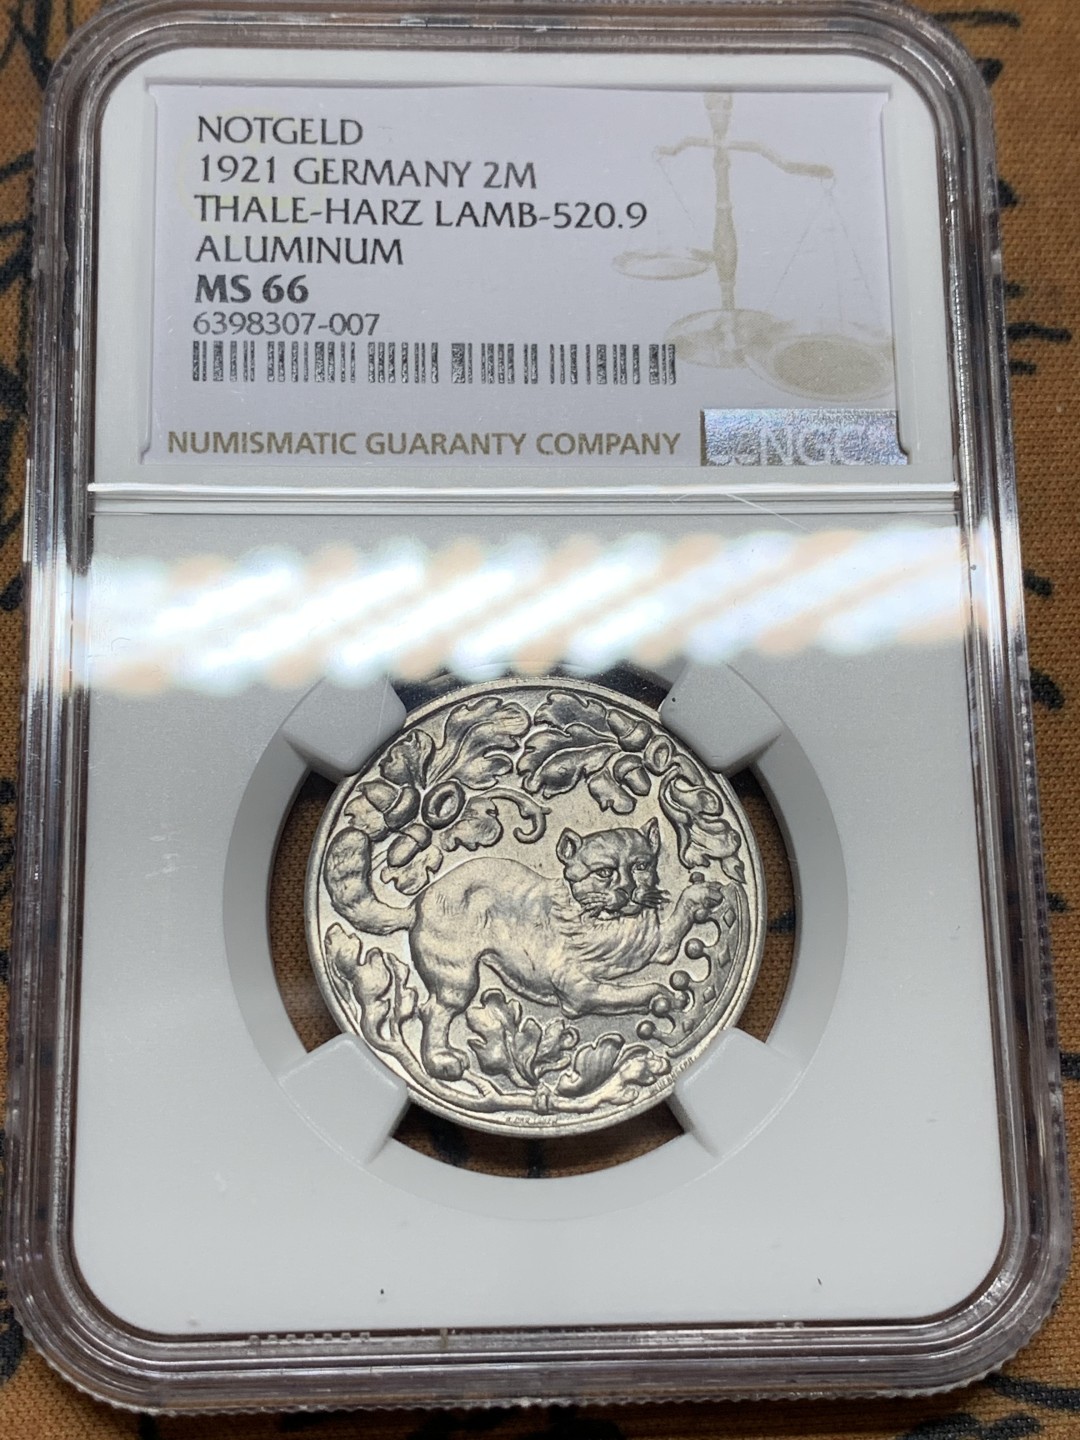 NOTGELD
1921 GERMANY 2M
THALE-HARZ LAMB-520.9
ALUMINUM
MS 66
6398307-007
NUMISMATIC GUARANTY COMPANY
NGC